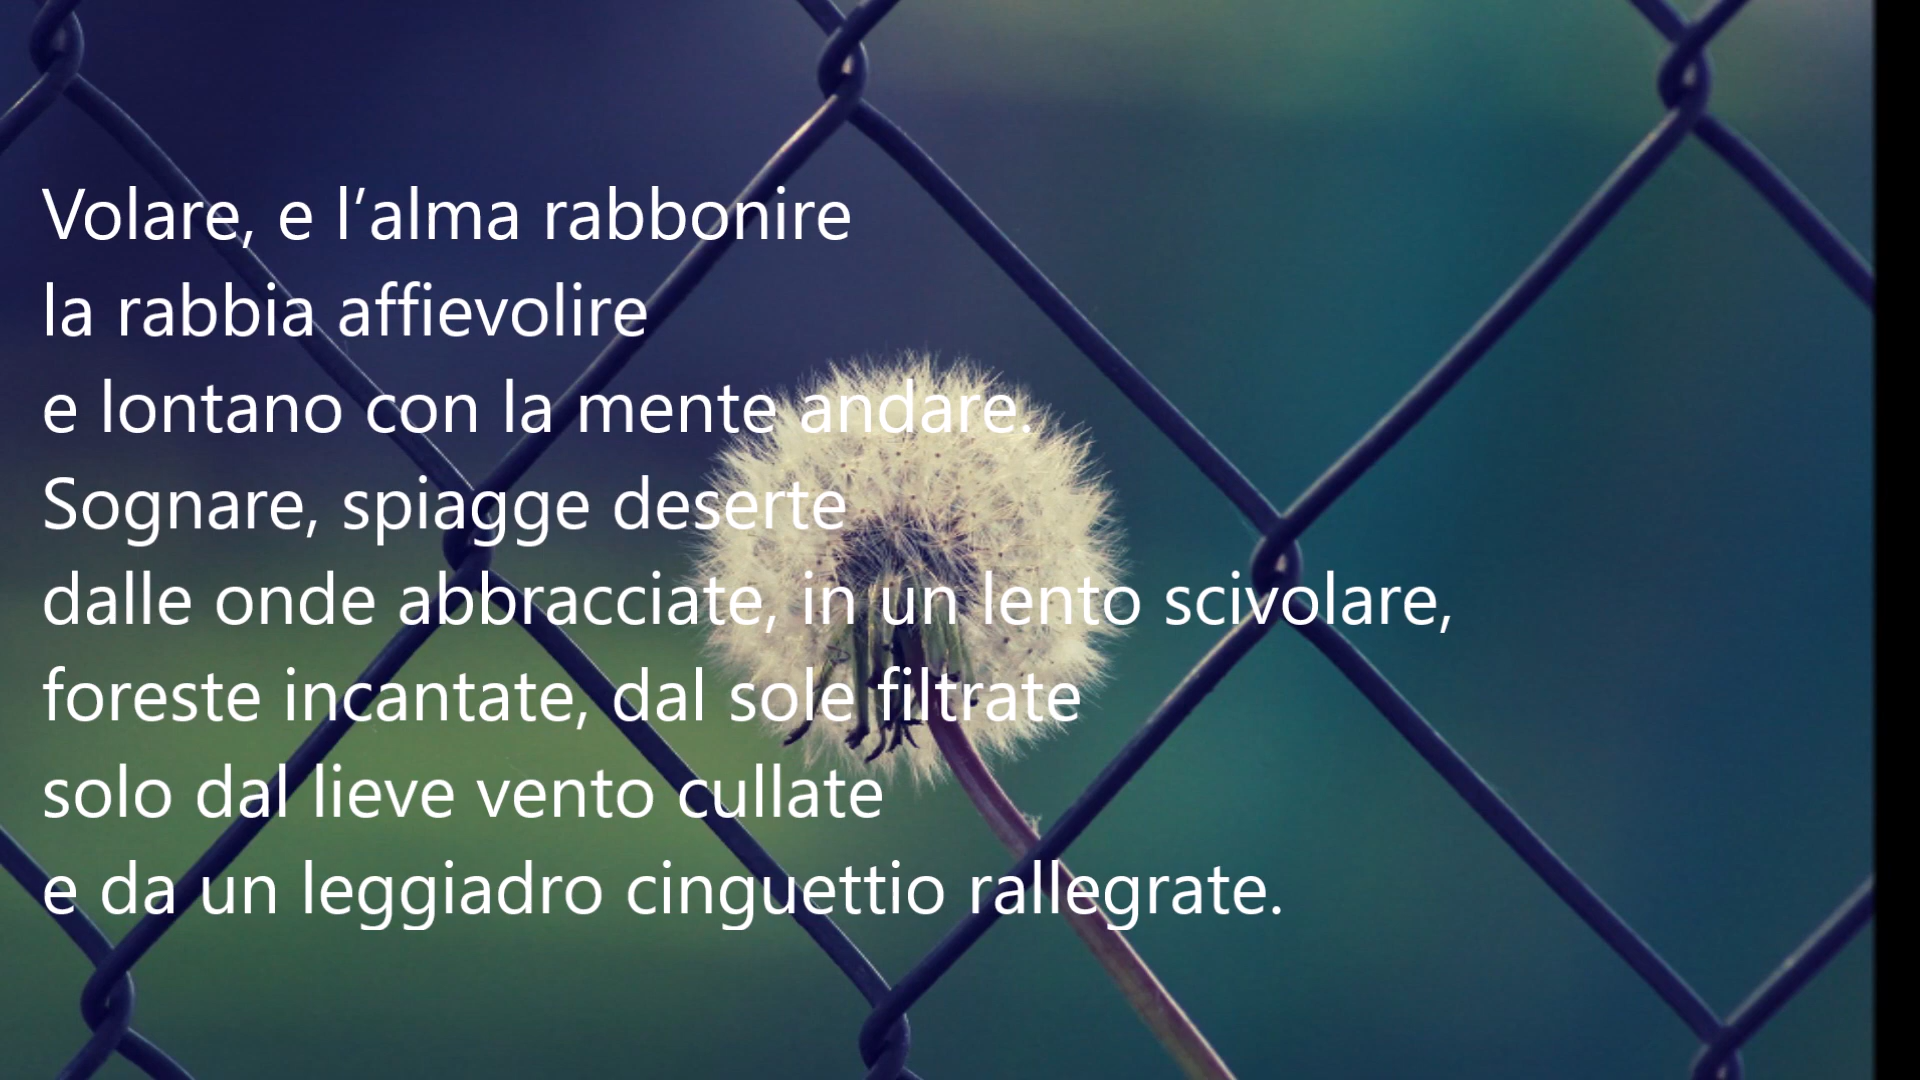 Volare, e l’alma rabbonire
la rabbia affievolire
e lontano con la mente andare.
Sognare, spiagge deserte
dalle onde abbracciate, in un lento scivolare,
foreste incantate, dal sole filtrate
solo dal lieve vento cullate
e da un leggiadro cinguettio rallegrate.